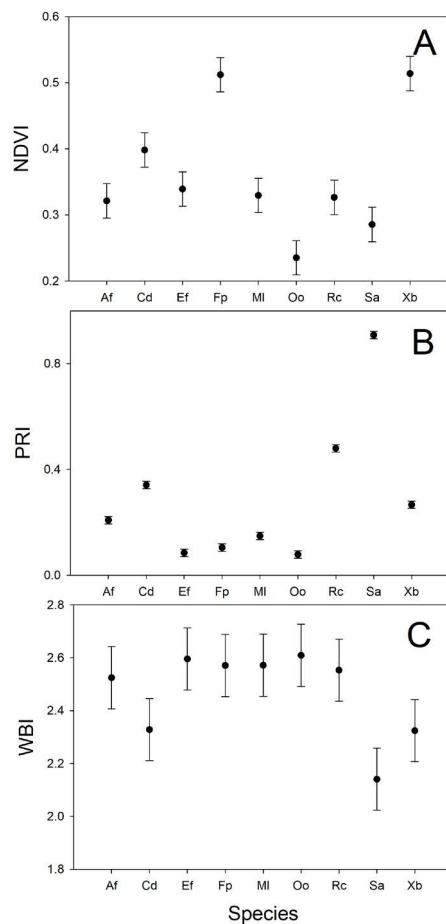 A
0.6
0.5
0.4
0.3
0.2
NDVI
Af Cd Ef Fp Ml Oo Rc Sa Xb
B
0.8
0.4
0.0
PRI
Af Cd Ef Fp Ml Oo Rc Sa Xb
C
2.8
2.6
2.4
2.2
2.0
1.8
WBI
Af Cd Ef Fp Ml Oo Rc Sa Xb
Species